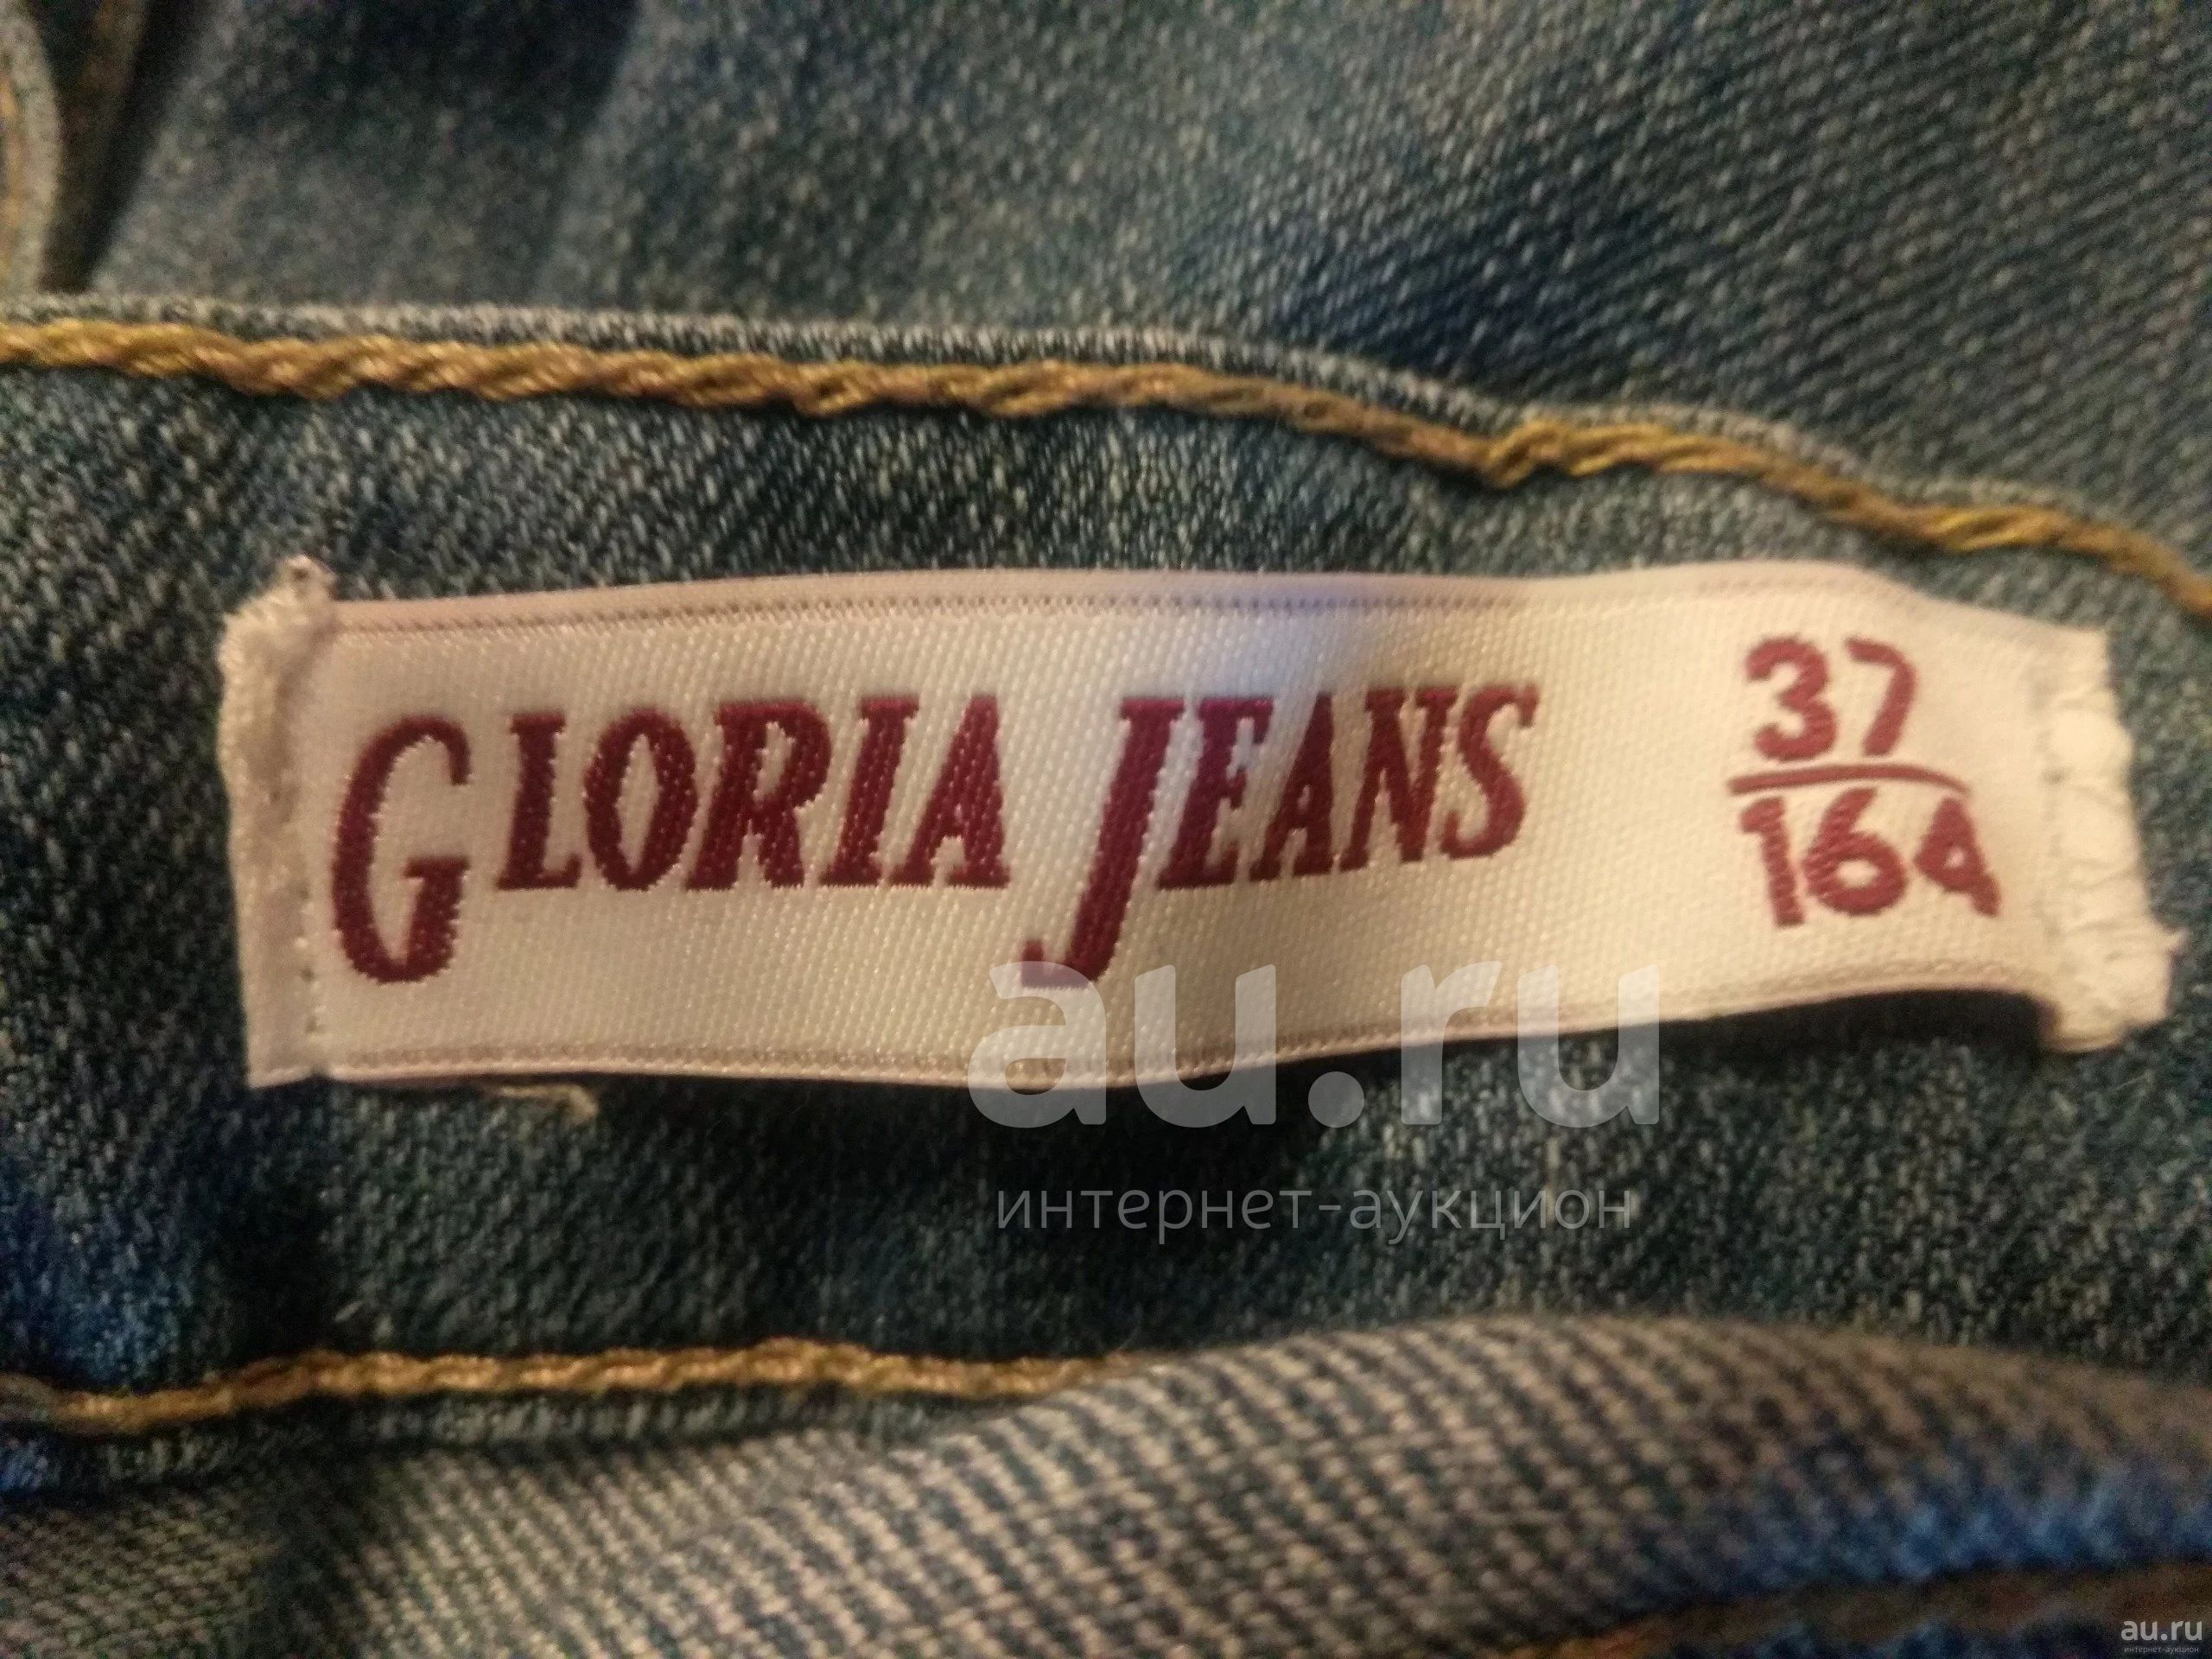 GLORIA JEANS
37
164
au.ru
интернет-аукцион
au.ru
интернет-аукцион